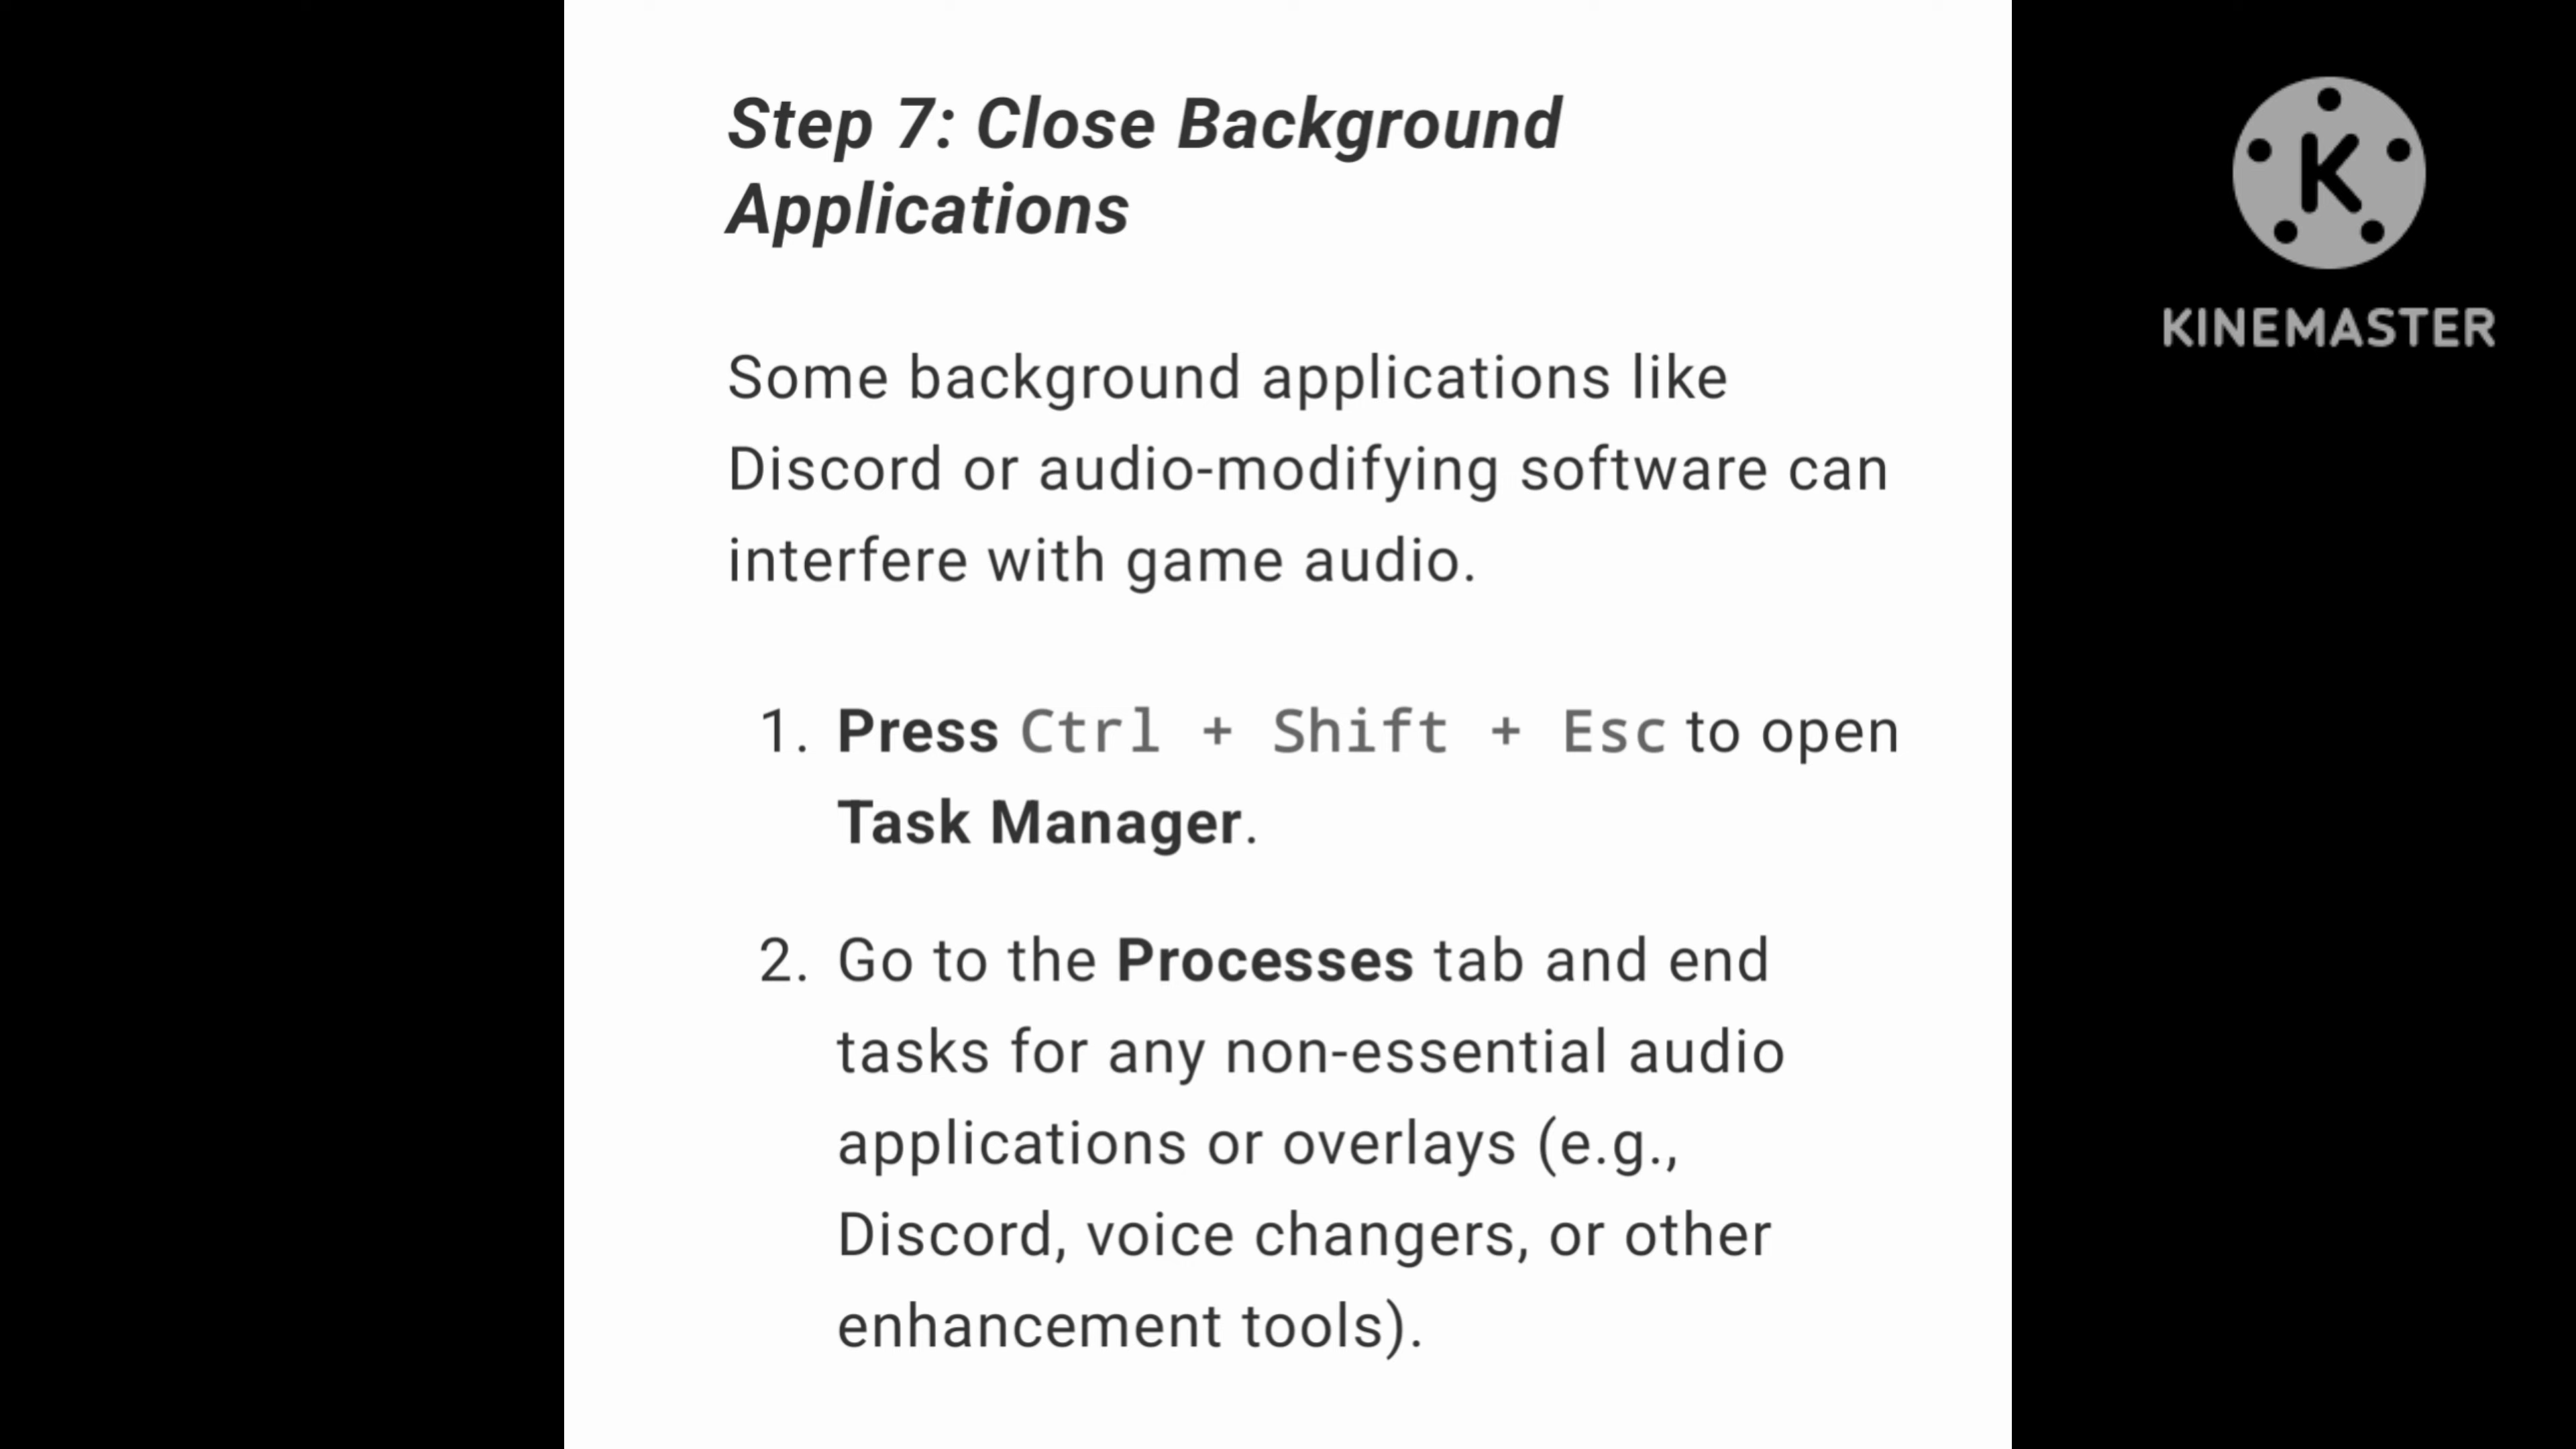 Step 7: Close Background
Applications
Some background applications like
Discord or audio-modifying software can
interfere with game audio.
1. Press Ctrl + Shift + Esc to open
Task Manager.
2. Go to the Processes tab and end
tasks for any non-essential audio
applications or overlays (e.g.,
Discord, voice changers, or other
enhancement tools).
K
KINEMASTER